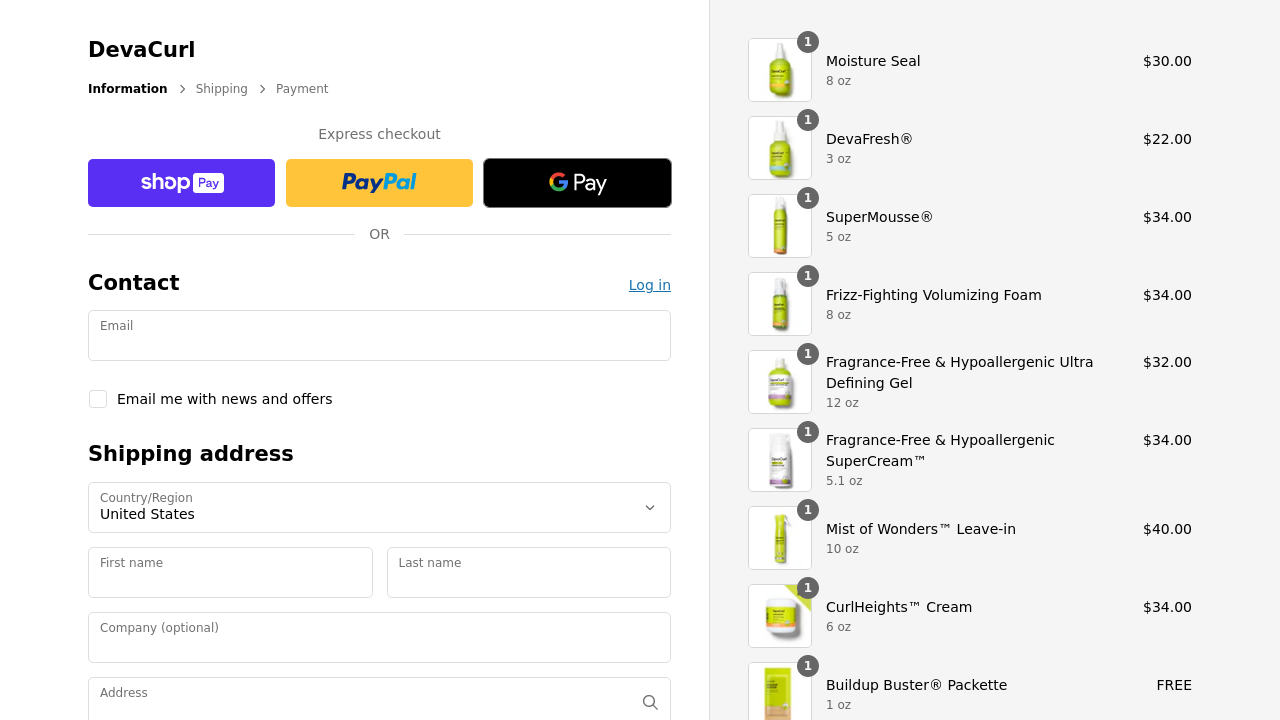 DevaCurl
Information
Shipping
Payment
Express checkout
shop Pay
PayPal
G Pay
OR
Contact
Log in
Email
Email me with news and offers
Shipping address
Country/Region
United States
First name
Last name
Company (optional)
Address
1
Moisture Seal
8 oz
$30.00
1
DevaFresh®
3 oz
$22.00
1
SuperMousse®
5 oz
$34.00
1
Frizz-Fighting Volumizing Foam
8 oz
$34.00
1
Fragrance-Free & Hypoallergenic Ultra
Defining Gel
12 oz
$32.00
1
Fragrance-Free & Hypoallergenic
SuperCream™
5.1 oz
$34.00
1
Mist of Wonders™ Leave-in
10 oz
$40.00
1
CurlHeights™ Cream
6 oz
$34.00
1
Buildup Buster® Packette
1 oz
FREE